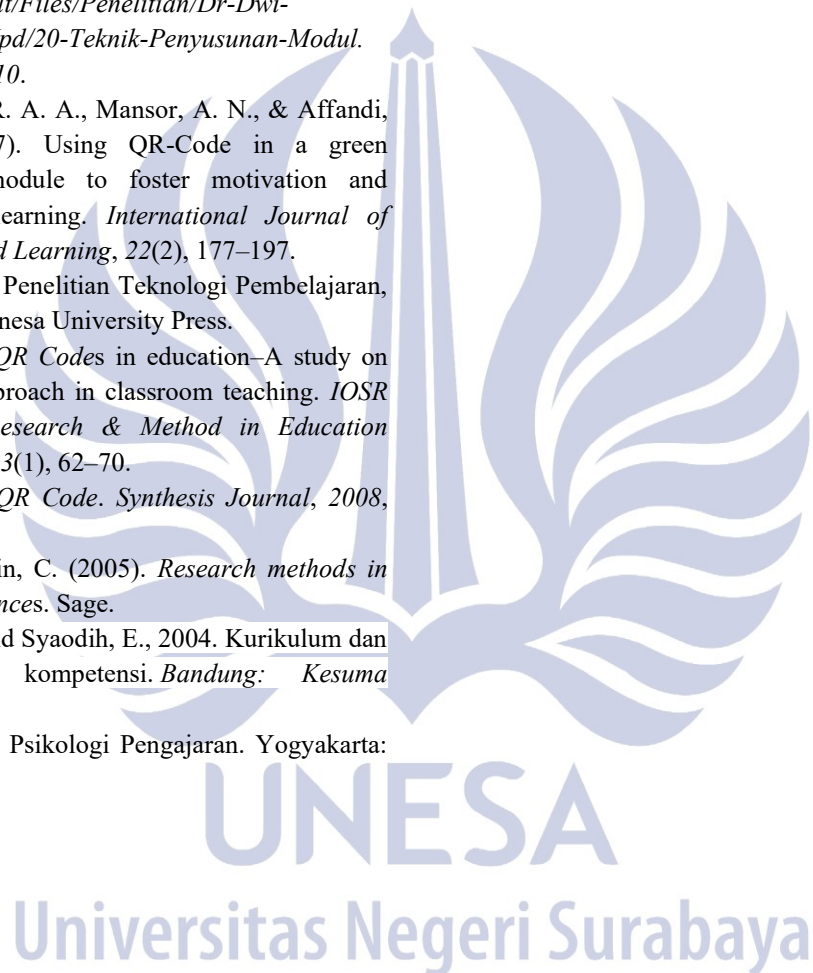 t/Files/Penelitian/Dr-Dwi-
pd/20-Teknik-Penyusunan-Modul.
10.
R. A. A., Mansor, A. N., & Affandi,
7). Using QR-Code in a green
module to foster motivation and
earning. International Journal of
d Learning, 22(2), 177–197.
Penelitian Teknologi Pembelajaran,
nesa University Press.
QR Codes in education–A study on
proach in classroom teaching. IOSR
esearch & Method in Education
3(1), 62–70.
QR Code. Synthesis Journal, 2008,
in, C. (2005). Research methods in
nces. Sage.
d Syaodih, E., 2004. Kurikulum dan
kompetensi. Bandung: Kesuma
Psikologi Pengajaran. Yogyakarta:
UNESA
Universitas Negeri Surabaya